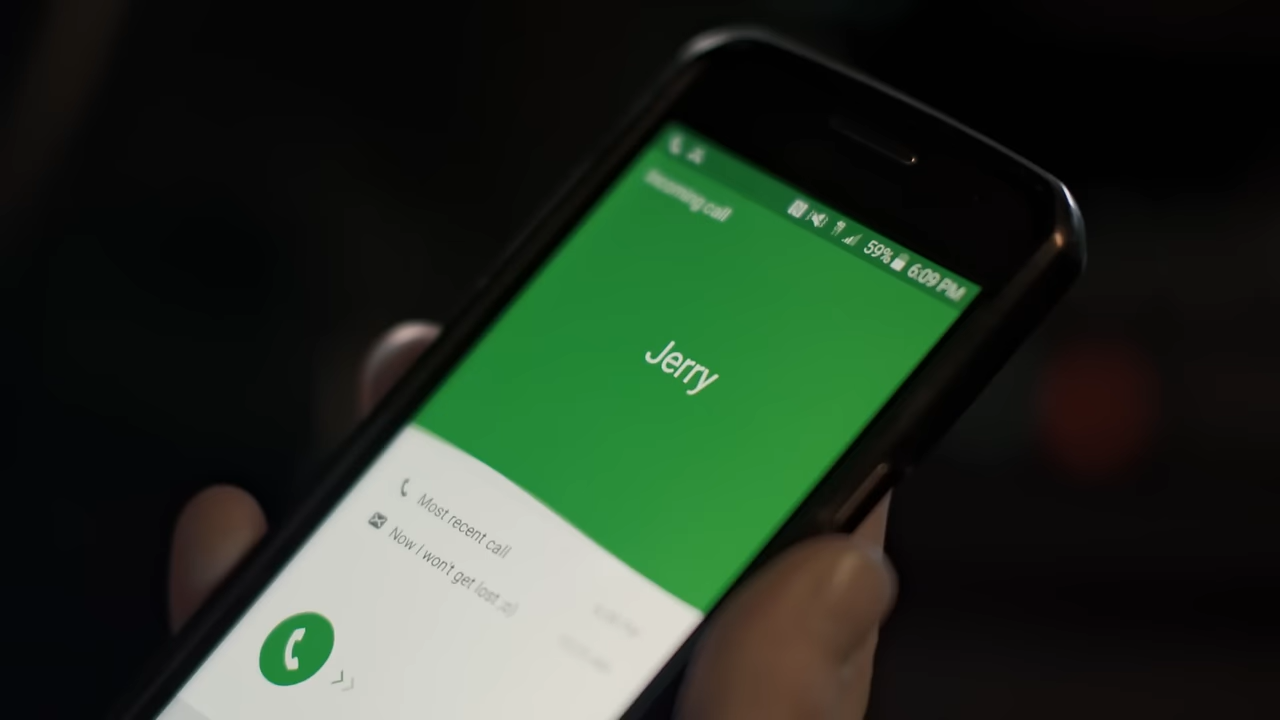 59% 6:09 PM
Incoming call
Jerry
Most recent call
Now I won't get lost. :o)